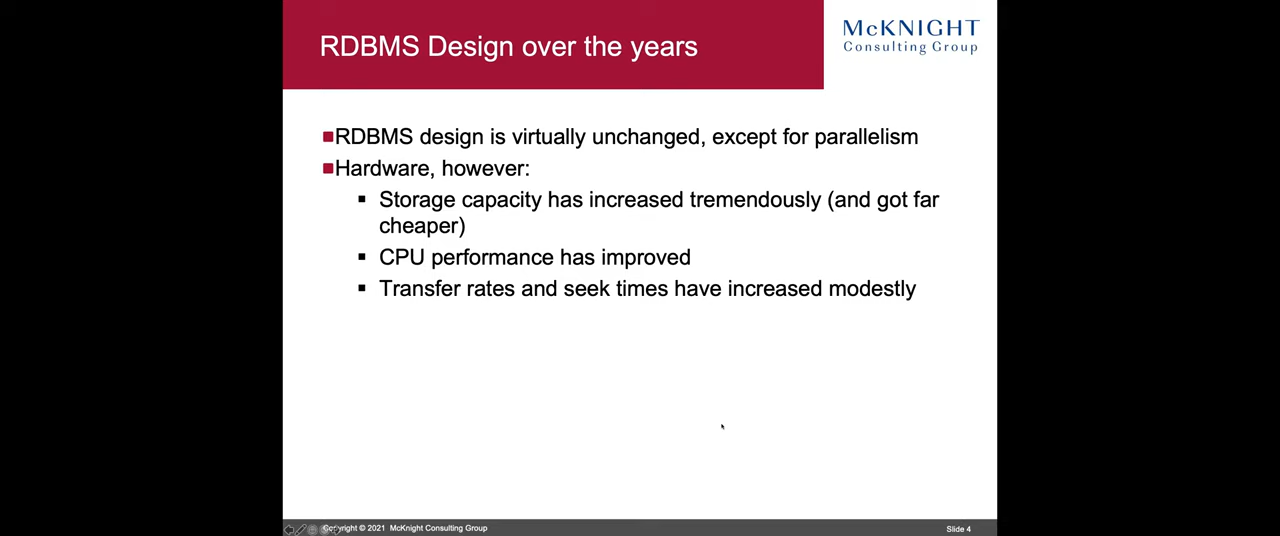 RDBMS Design over the years
McKNIGHT
Consulting Group
RDBMS design is virtually unchanged, except for parallelism
Hardware, however:
Storage capacity has increased tremendously (and got far
cheaper)
CPU performance has improved
Transfer rates and seek times have increased modestly
Copyright © 2021 McKnight Consulting Group
Slide 4